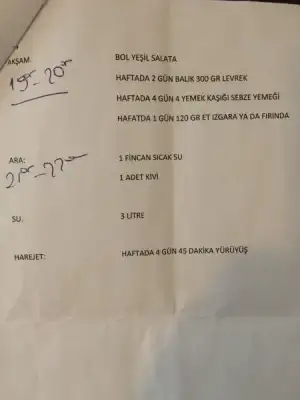 AKŞAM
BOL YEŞİL SALATA
19⁰⁰ - 20⁰⁰
HAFTADA 2 GÜN BALIK 300 GR LEVREK
HAFTADA 4 GÜN 4 YEMEK KAŞIĞI SEBZE YEMEĞİ
HAFATDA 1 GÜN 120 GR ET IZGARA YA DA FIRINDA
ARA:
1 FİNCAN SICAK SU
21⁰⁰ - 22⁰⁰
1 ADET KİVİ
SU:
3 LİTRE
HAREJET:
HAFTADA 4 GÜN 45 DAKİKA YÜRÜYÜŞ